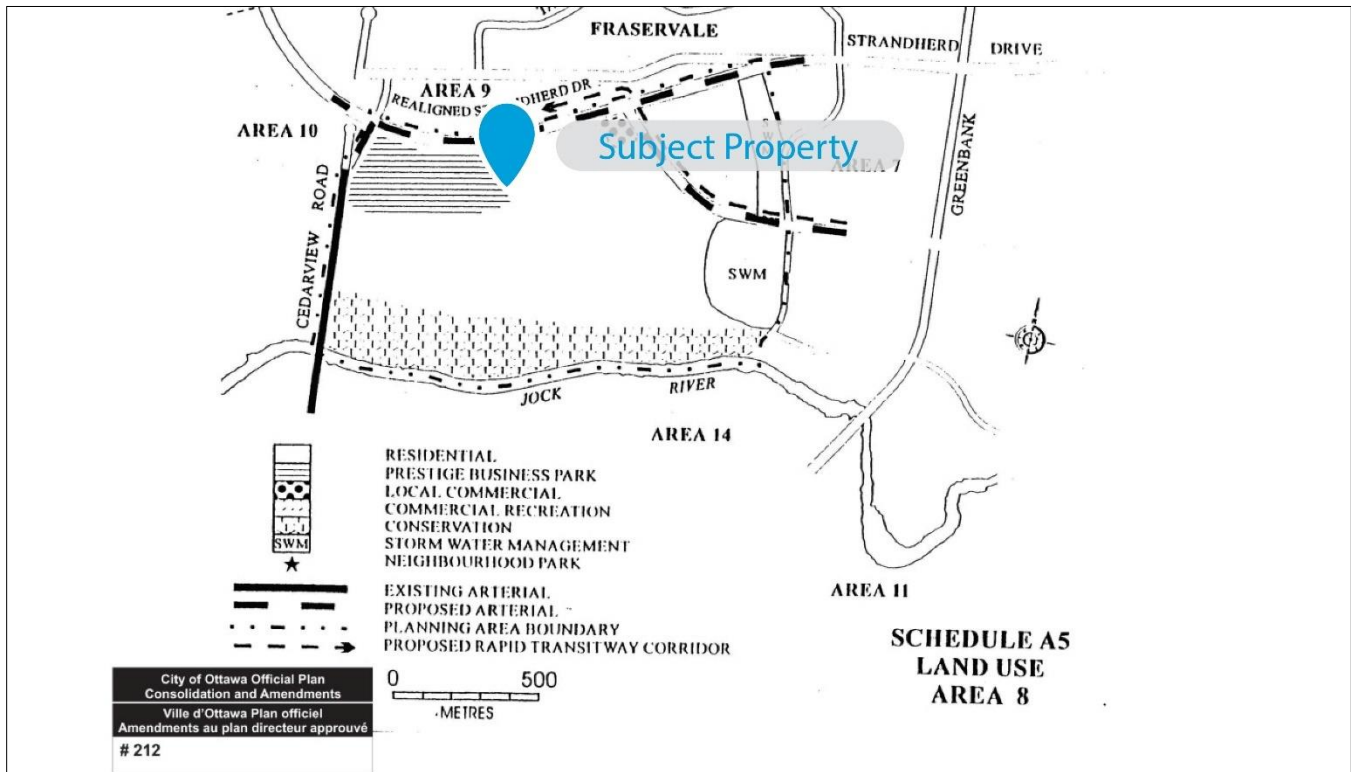 FRASERVALE
STRANDHERD DRIVE
AREA 9
REALIGNED S NDHERD DR
AREA 10
Subject Property
AREA 7
GREENBANK
CEDARVIEW ROAD
SWM
JOCK RIVER
AREA 14
RESIDENTIAL
PRESTIGE BUSINESS PARK
LOCAL COMMERCIAL
COMMERCIAL RECREATION
CONSERVATION
SWM STORM WATER MANAGEMENT
NEIGHBOURHOOD PARK
EXISTING ARTERIAL
PROPOSED ARTERIAL
PLANNING AREA BOUNDARY
PROPOSED RAPID TRANSITWAY CORRIDOR
AREA 11
SCHEDULE A5
LAND USE
AREA 8
0 500
METRES
City of Ottawa Official Plan
Consolidation and Amendments
Ville d'Ottawa Plan officiel
Amendments au plan directeur approuvé
# 212